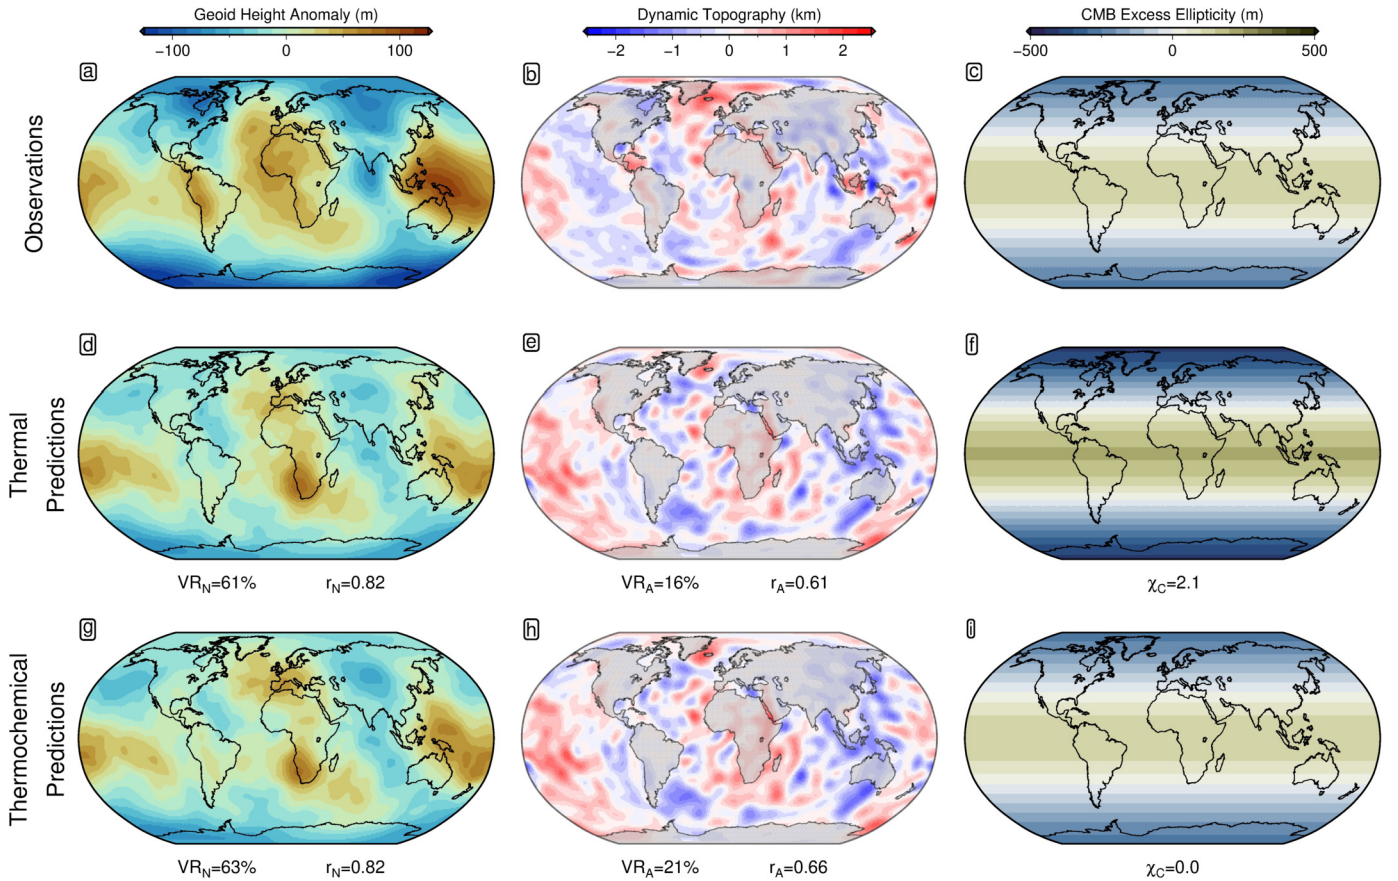 Geoid Height Anomaly (m)
−100 0 100
Dynamic Topography (km)
−2 −1 0 1 2
CMB Excess Ellipticity (m)
−500 0 500
Observations
a
b
c
Thermal
Predictions
d
e
f
VR_N=61% r_N=0.82
VR_A=16% r_A=0.61
χ_C=2.1
Thermochemical
Predictions
g
h
i
VR_N=63% r_N=0.82
VR_A=21% r_A=0.66
χ_C=0.0